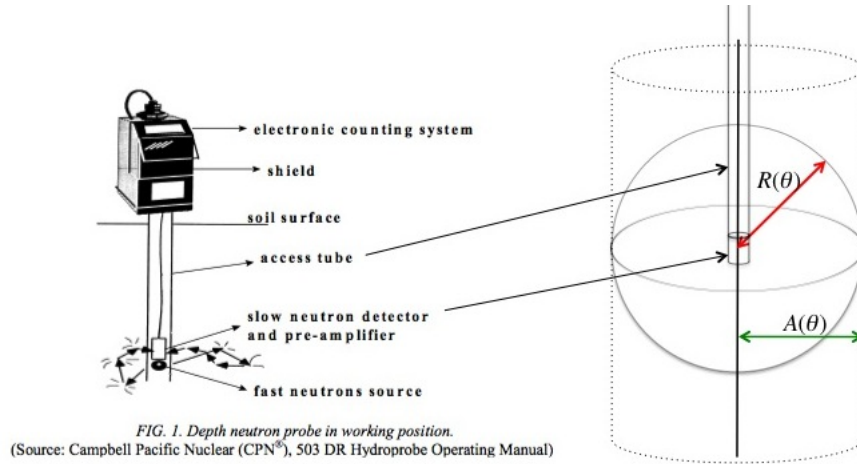 electronic counting system
shield
soil surface
access tube
slow neutron detector
and pre-amplifier
fast neutrons source
R(θ)
A(θ)
FIG. 1. Depth neutron probe in working position.
(Source: Campbell Pacific Nuclear (CPN®), 503 DR Hydroprobe Operating Manual)